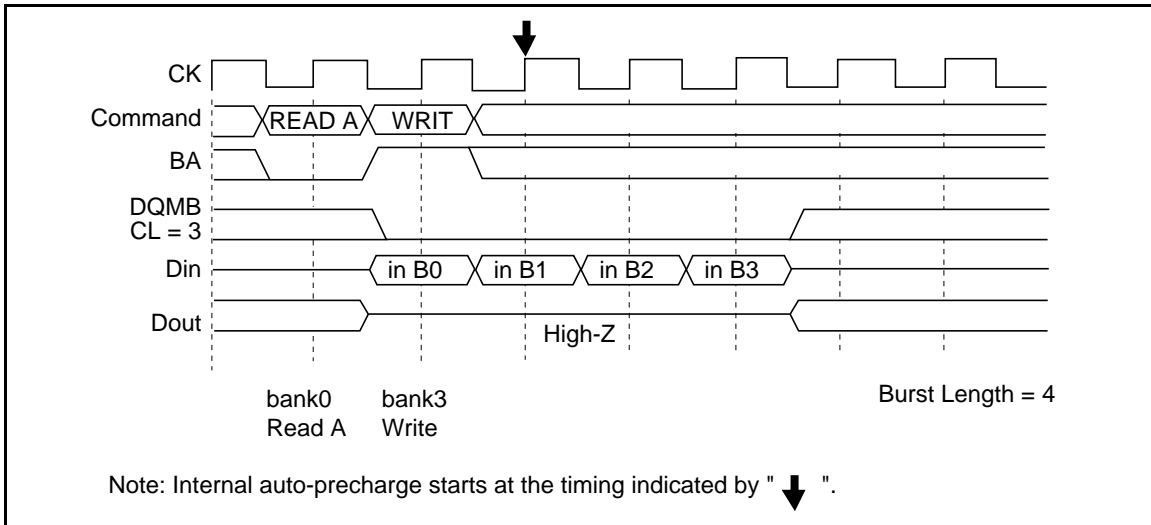 CK
Command READ A WRIT
BA
DQMB
CL = 3
Din in B0 in B1 in B2 in B3
Dout
High-Z
bank0 bank3 Burst Length = 4
Read A Write
Note: Internal auto-precharge starts at the timing indicated by " ".